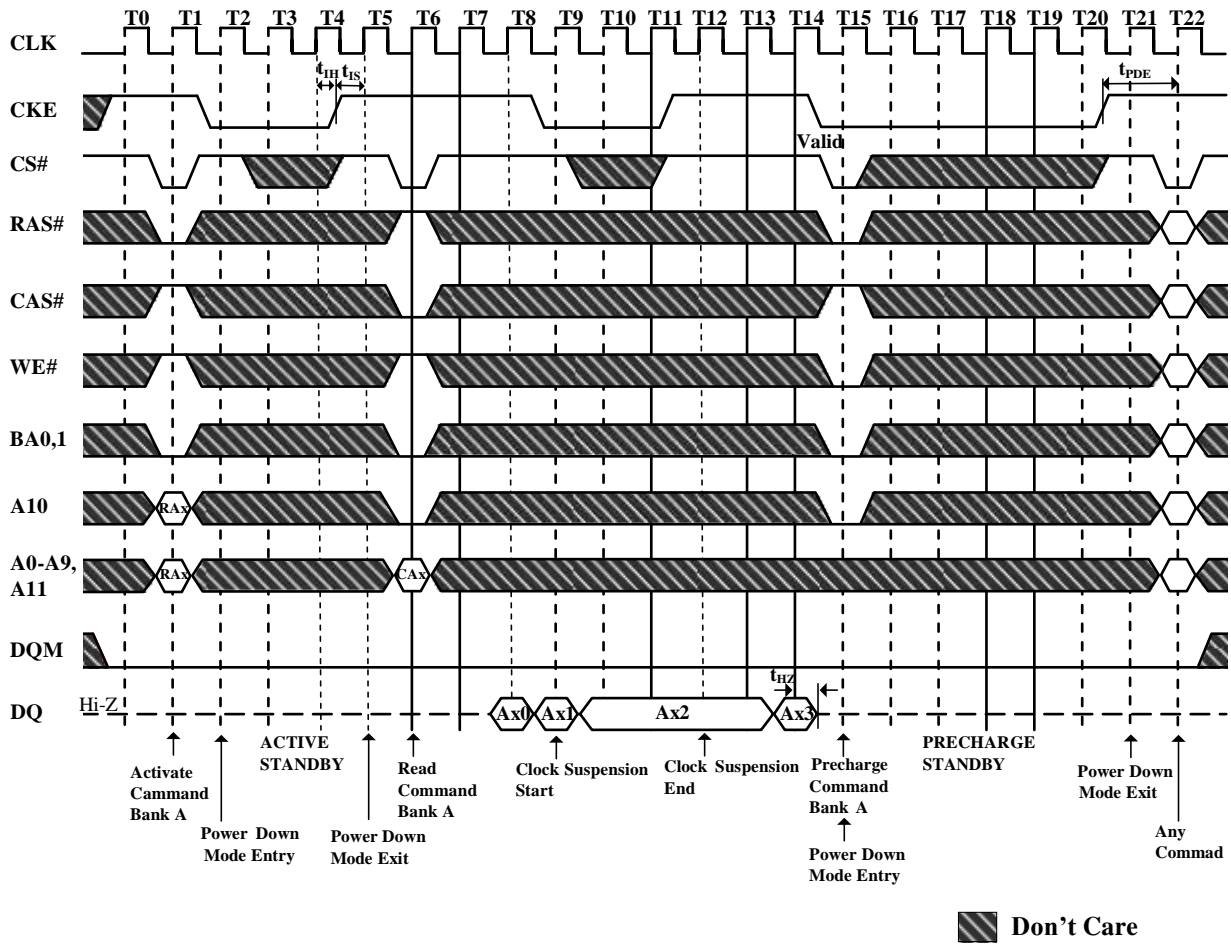 T0 T1 T2 T3 T4 T5 T6 T7 T8 T9 T10 T11 T12 T13 T14 T15 T16 T17 T18 T19 T20 T21 T22
CLK
tIH tIS tPDE
CKE
Valid
CS#
RAS#
CAS#
WE#
BA0,1
A10 RAx
A0-A9,
A11
RAx CAx
DQM
tHZ
Hi-Z
DQ Ax0 Ax1 Ax2 Ax3
Activate
Cammand
Bank A
Power Down
Mode Entry
ACTIVE
STANDBY
Power Down
Mode Exit
Read
Command
Bank A
Clock Suspension
Start
Clock Suspension
End
Precharge
Command
Bank A
Power Down
Mode Entry
PRECHARGE
STANDBY
Power Down
Mode Exit
Any
Commad
Don't Care